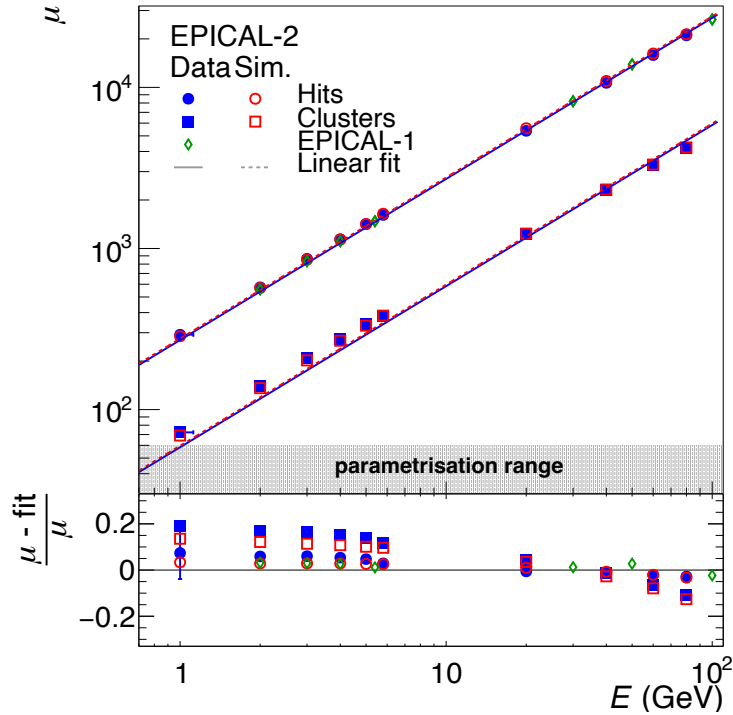 μ
EPICAL-2
Data Sim.
Hits
Clusters
EPICAL-1
Linear fit
10⁴
10³
10²
parametrisation range
μ - fit
μ
0.2
0
−0.2
1 10 10²
E (GeV)